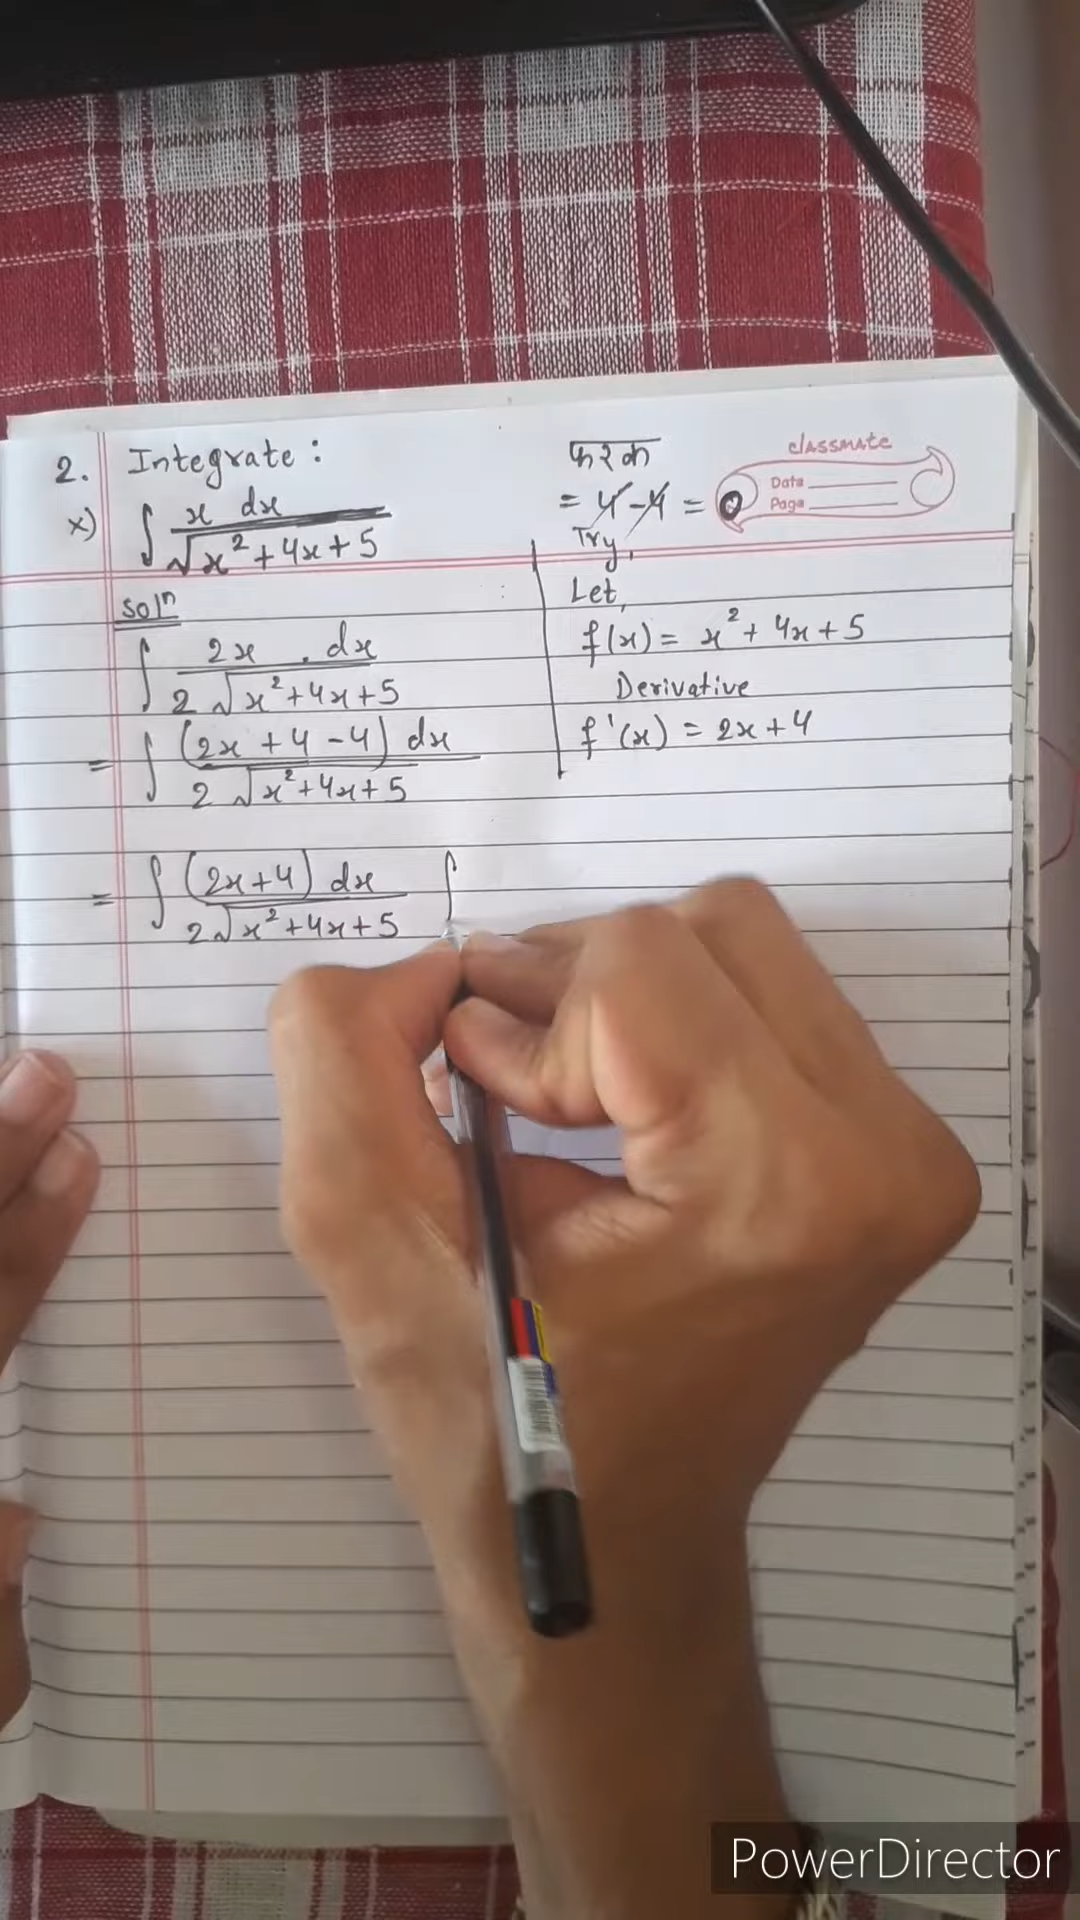 2. Integrate :
x) ∫ x dx / √x²+4x+5
फरक
= 4-4 = 0
Try,
classmate
Date
Page
Solⁿ
∫ 2x . dx / 2 √x²+4x+5
= ∫ (2x +4 -4) dx / 2 √x²+4x+5
= ∫ (2x+4) dx / 2√x²+4x+5 ∫
Let,
f(x) = x²+ 4x+5
Derivative
f'(x) = 2x+4
PowerDirector